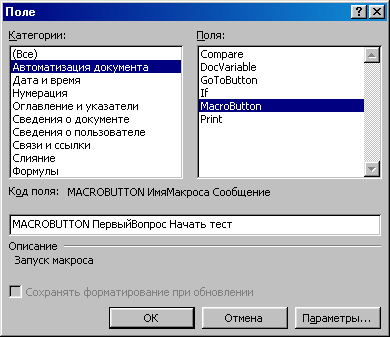 Поле
Категории:
(Все)
Автоматизация документа
Дата и время
Нумерация
Оглавление и указатели
Сведения о документе
Сведения о пользователе
Связи и ссылки
Слияние
Формулы
Поля:
Compare
DocVariable
GoToButton
If
MacroButton
Print
Код поля: MACROBUTTON ИмяМакроса Сообщение
MACROBUTTON ПервыйВопрос Начать тест
Описание
Запуск макроса
Сохранять форматирование при обновлении
ОК
Отмена
Параметры...